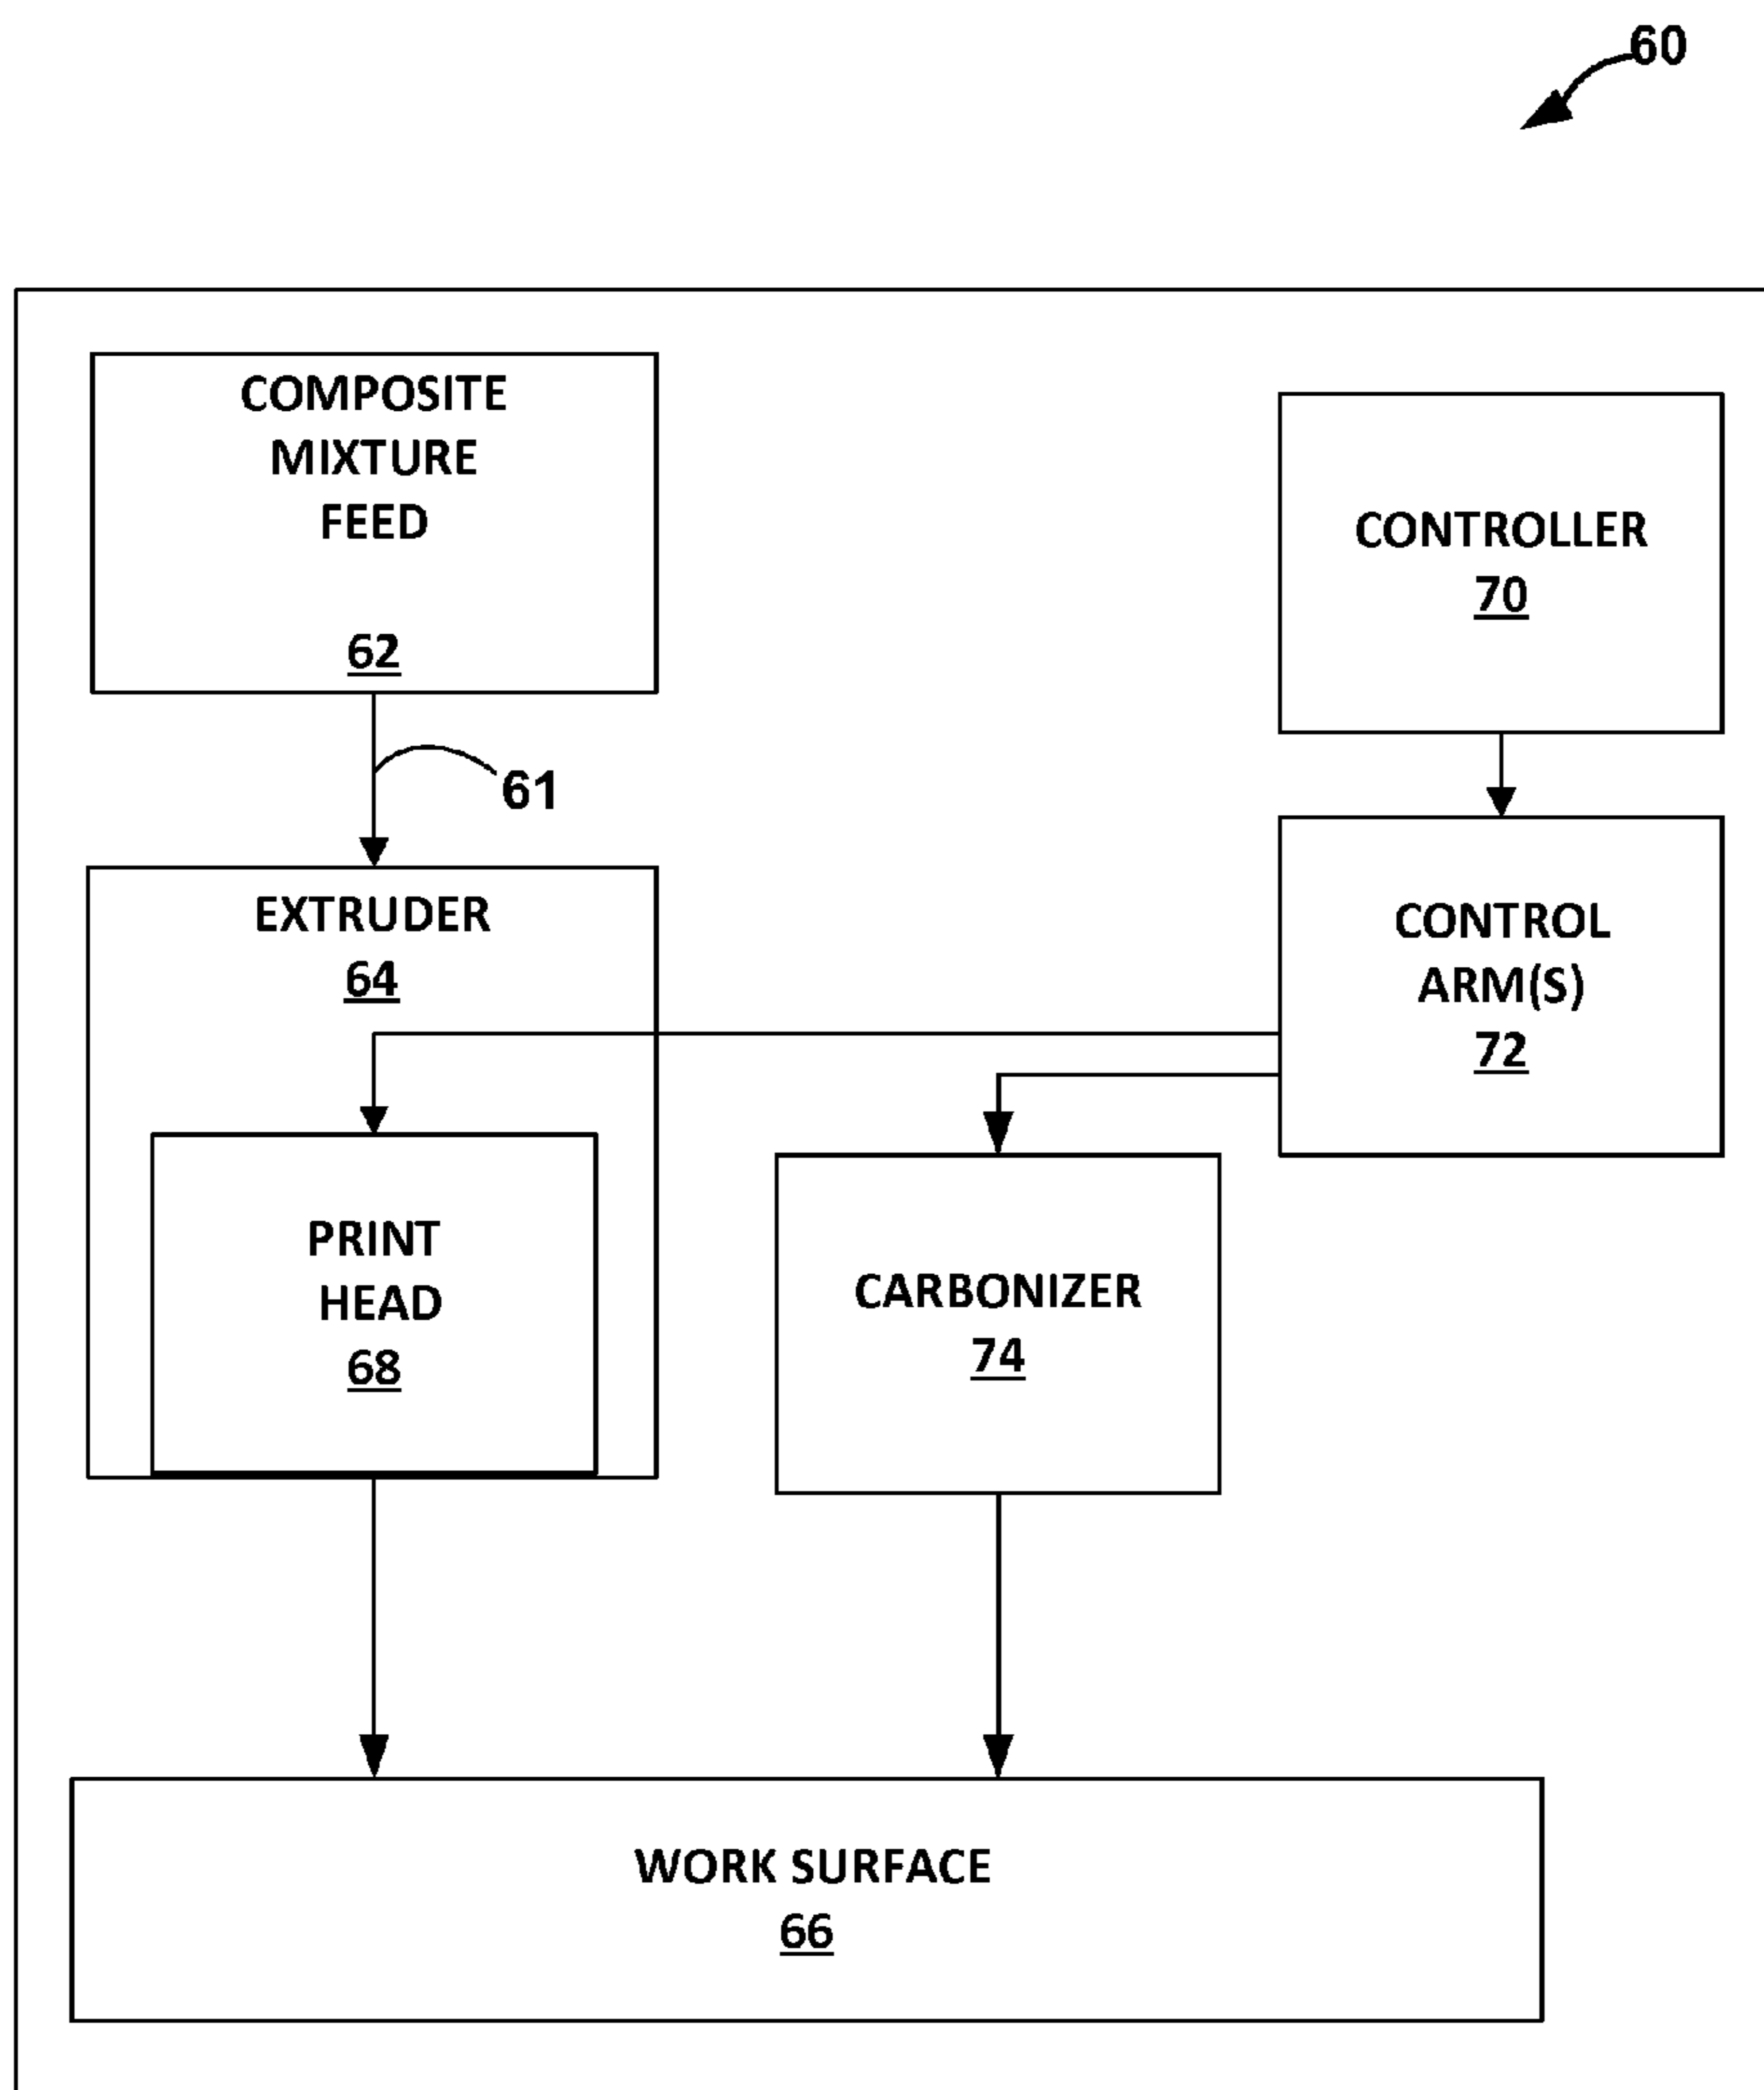 60
COMPOSITE
MIXTURE
FEED
62
CONTROLLER
70
61
EXTRUDER
64
CONTROL
ARM(S)
72
PRINT
HEAD
68
CARBONIZER
74
WORK SURFACE
66